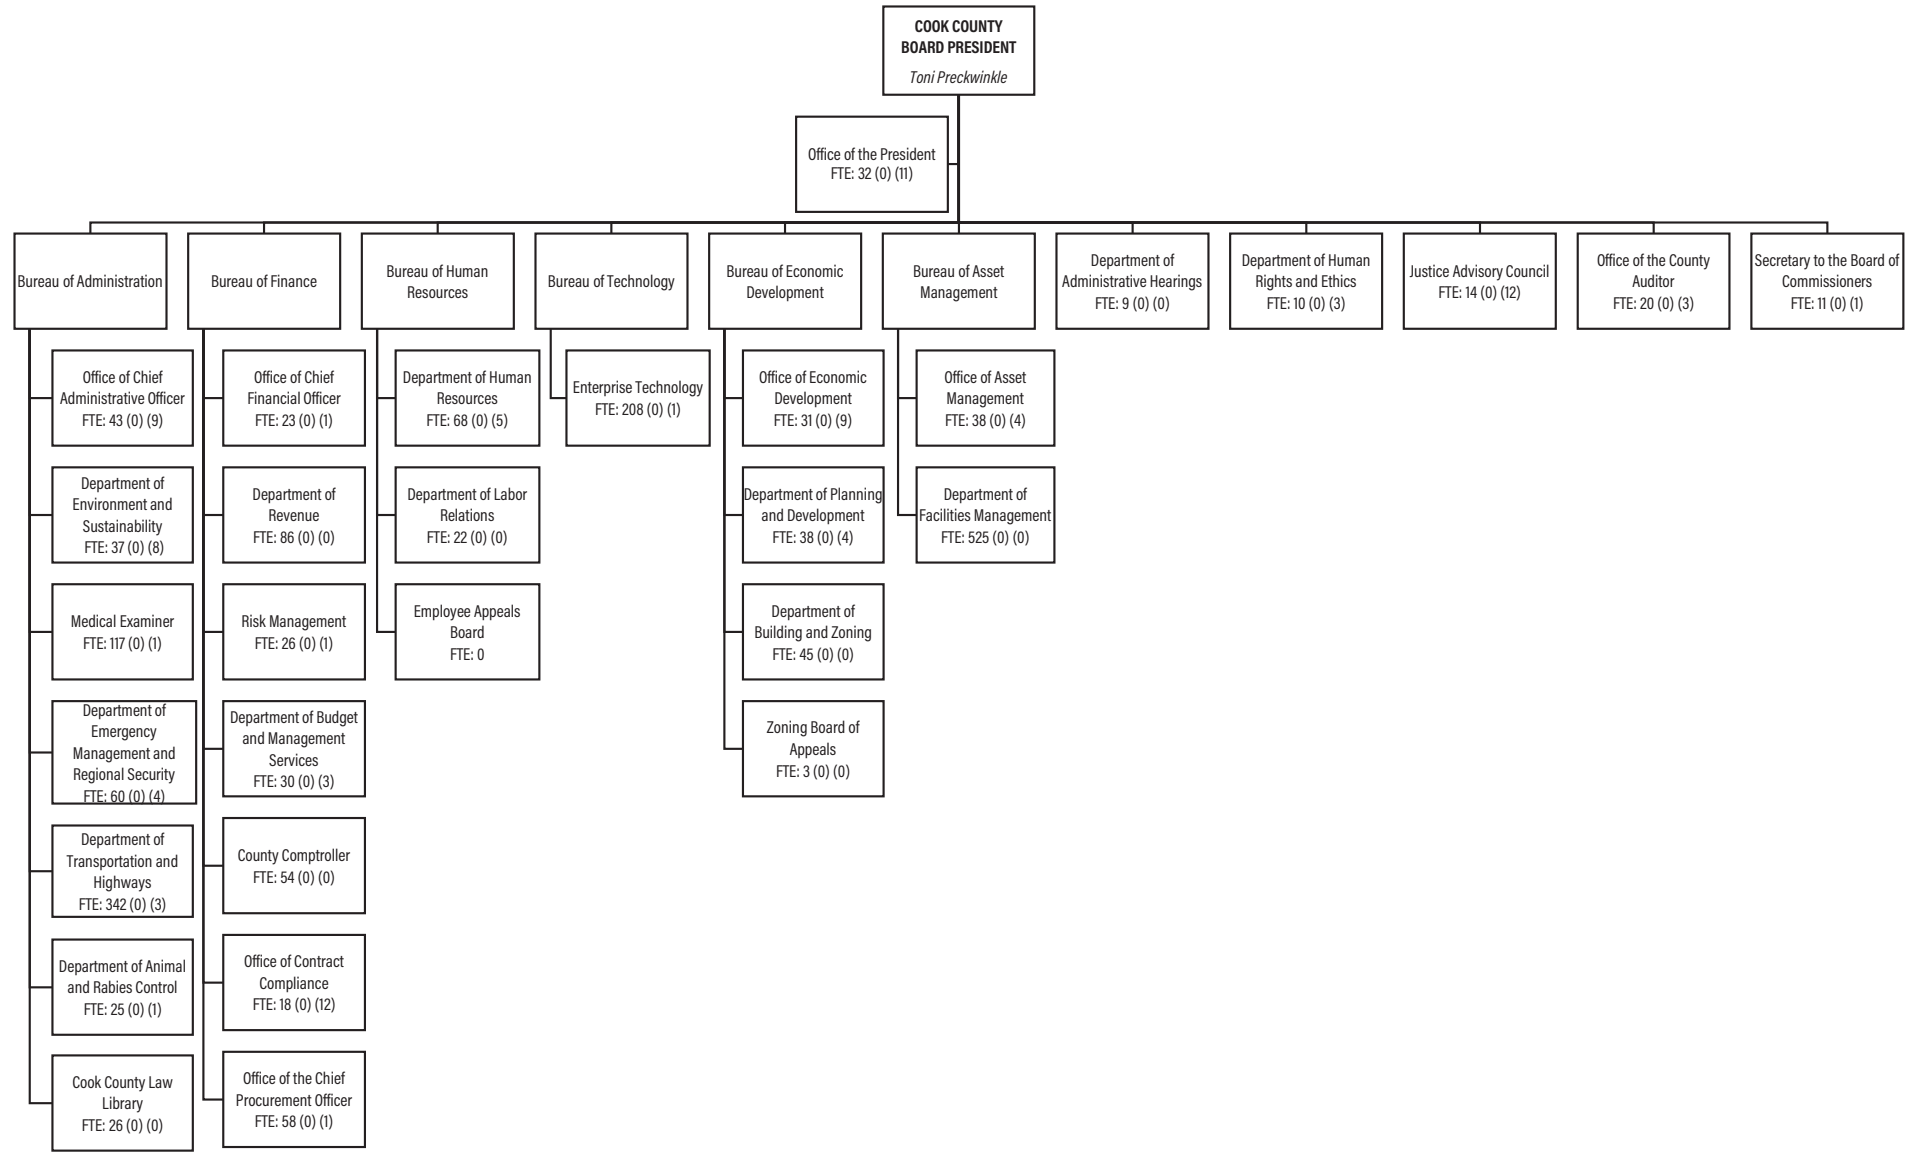 COOK COUNTY
BOARD PRESIDENT
Toni Preckwinkle
Office of the President
FTE: 32 (0) (11)
Bureau of Administration
Bureau of Finance
Bureau of Human
Resources
Bureau of Technology
Bureau of Economic
Development
Bureau of Asset
Management
Department of
Administrative Hearings
FTE: 9 (0) (0)
Department of Human
Rights and Ethics
FTE: 10 (0) (3)
Justice Advisory Council
FTE: 14 (0) (12)
Office of the County
Auditor
FTE: 20 (0) (3)
Secretary to the Board of
Commissioners
FTE: 11 (0) (1)
Office of Chief
Administrative Officer
FTE: 43 (0) (9)
Department of
Environment and
Sustainability
FTE: 37 (0) (8)
Medical Examiner
FTE: 117 (0) (1)
Department of
Emergency
Management and
Regional Security
FTE: 60 (0) (4)
Department of
Transportation and
Highways
FTE: 342 (0) (3)
Department of Animal
and Rabies Control
FTE: 25 (0) (1)
Cook County Law
Library
FTE: 26 (0) (0)
Office of Chief
Financial Officer
FTE: 23 (0) (1)
Department of
Revenue
FTE: 86 (0) (0)
Risk Management
FTE: 26 (0) (1)
Department of Budget
and Management
Services
FTE: 30 (0) (3)
County Comptroller
FTE: 54 (0) (0)
Office of Contract
Compliance
FTE: 18 (0) (12)
Office of the Chief
Procurement Officer
FTE: 58 (0) (1)
Department of Human
Resources
FTE: 68 (0) (5)
Department of Labor
Relations
FTE: 22 (0) (0)
Employee Appeals
Board
FTE: 0
Enterprise Technology
FTE: 208 (0) (1)
Office of Economic
Development
FTE: 31 (0) (9)
Department of Planning
and Development
FTE: 38 (0) (4)
Department of
Building and Zoning
FTE: 45 (0) (0)
Zoning Board of
Appeals
FTE: 3 (0) (0)
Office of Asset
Management
FTE: 38 (0) (4)
Department of
Facilities Management
FTE: 525 (0) (0)